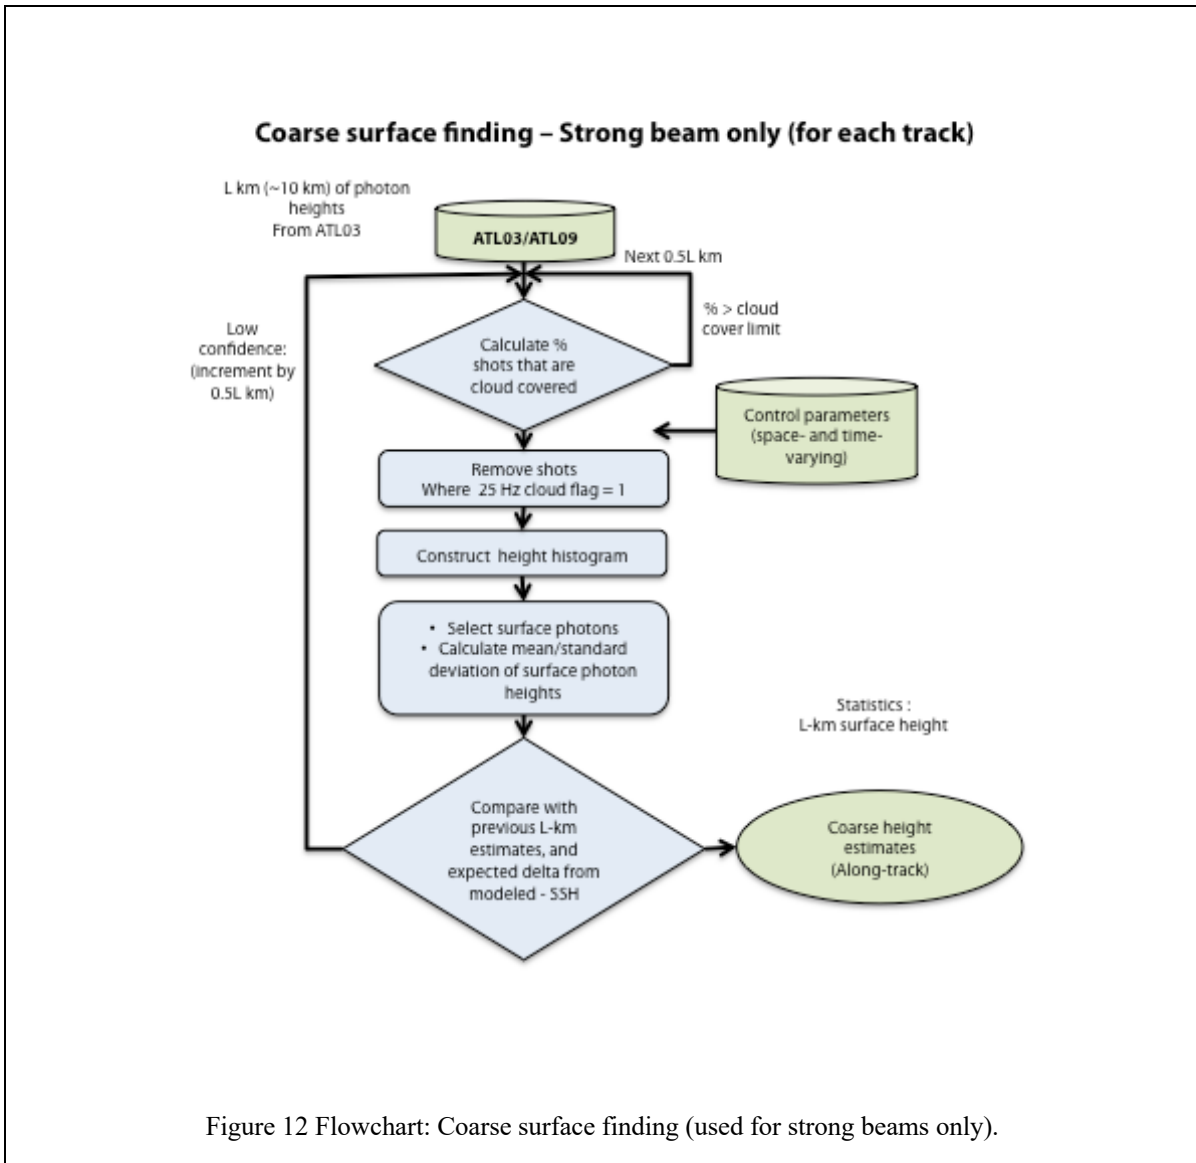 Coarse surface finding – Strong beam only (for each track)
L km (~10 km) of photon
heights
From ATL03
ATL03/ATL09
Next 0.5L km
% > cloud
cover limit
Low
confidence:
(increment by
0.5L km)
Calculate %
shots that are
cloud covered
Control parameters
(space- and time-
varying)
Remove shots
Where 25 Hz cloud flag = 1
Construct height histogram
• Select surface photons
• Calculate mean/standard
deviation of surface photon
heights
Statistics :
L-km surface height
Compare with
previous L-km
estimates, and
expected delta from
modeled - SSH
Coarse height
estimates
(Along-track)
Figure 12 Flowchart: Coarse surface finding (used for strong beams only).